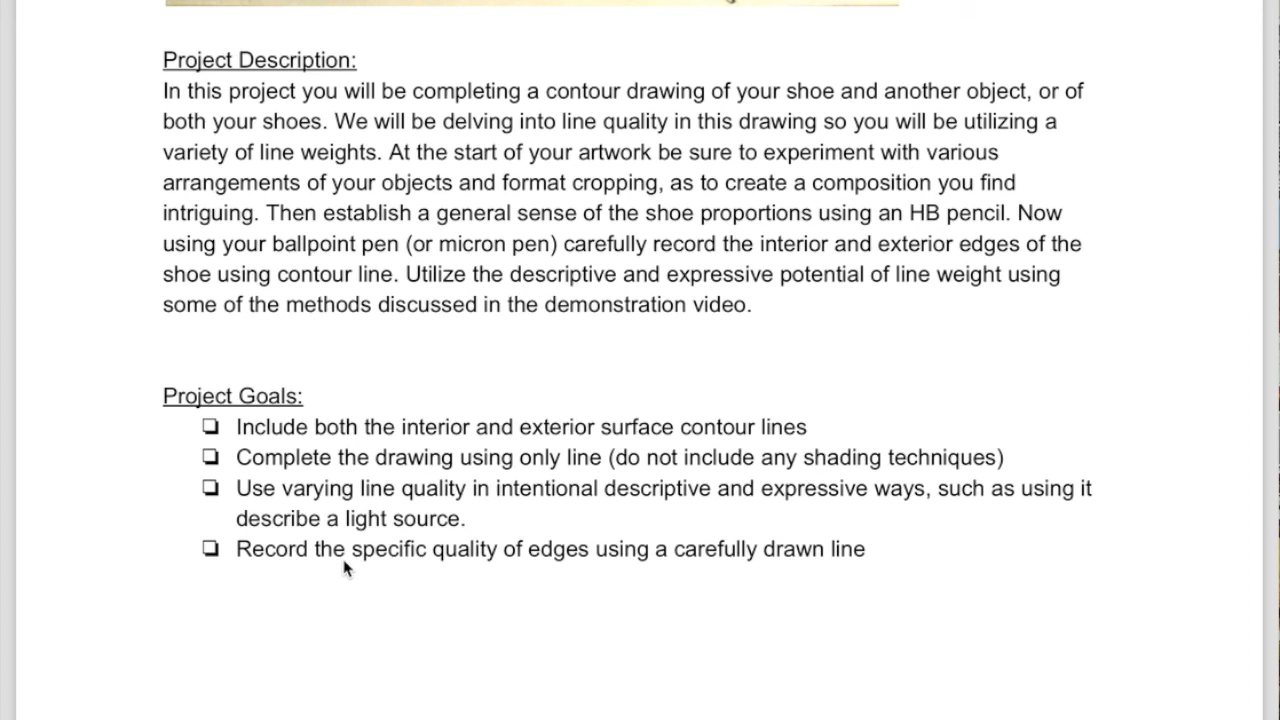 Project Description:
In this project you will be completing a contour drawing of your shoe and another object, or of
both your shoes. We will be delving into line quality in this drawing so you will be utilizing a
variety of line weights. At the start of your artwork be sure to experiment with various
arrangements of your objects and format cropping, as to create a composition you find
intriguing. Then establish a general sense of the shoe proportions using an HB pencil. Now
using your ballpoint pen (or micron pen) carefully record the interior and exterior edges of the
shoe using contour line. Utilize the descriptive and expressive potential of line weight using
some of the methods discussed in the demonstration video.
Project Goals:
❏ Include both the interior and exterior surface contour lines
❏ Complete the drawing using only line (do not include any shading techniques)
❏ Use varying line quality in intentional descriptive and expressive ways, such as using it
describe a light source.
❏ Record the specific quality of edges using a carefully drawn line